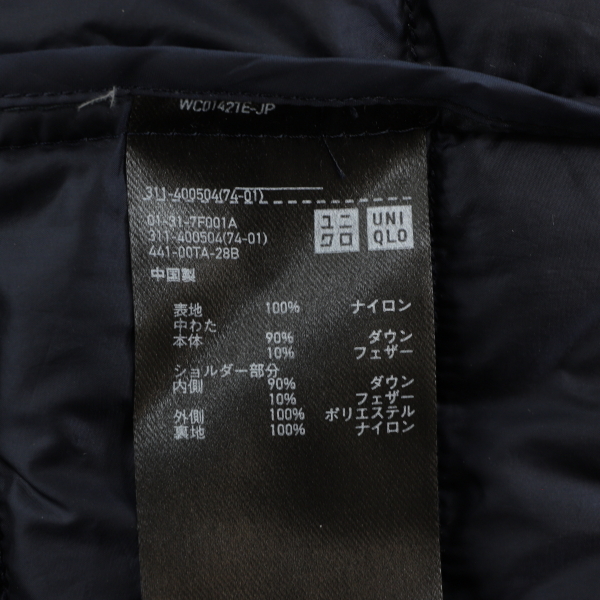 WC01421E-JP
311-400504(74-01)
01-31-7F001A
311-400504(74-01)
441-00TA-28B
ユニ
クロ
UNI
QLO
中国製
表地 100% ナイロン
中わた
本体 90% ダウン
10% フェザー
ショルダー部分
内側 90% ダウン
10% フェザー
外側 100% ポリエステル
裏地 100% ナイロン